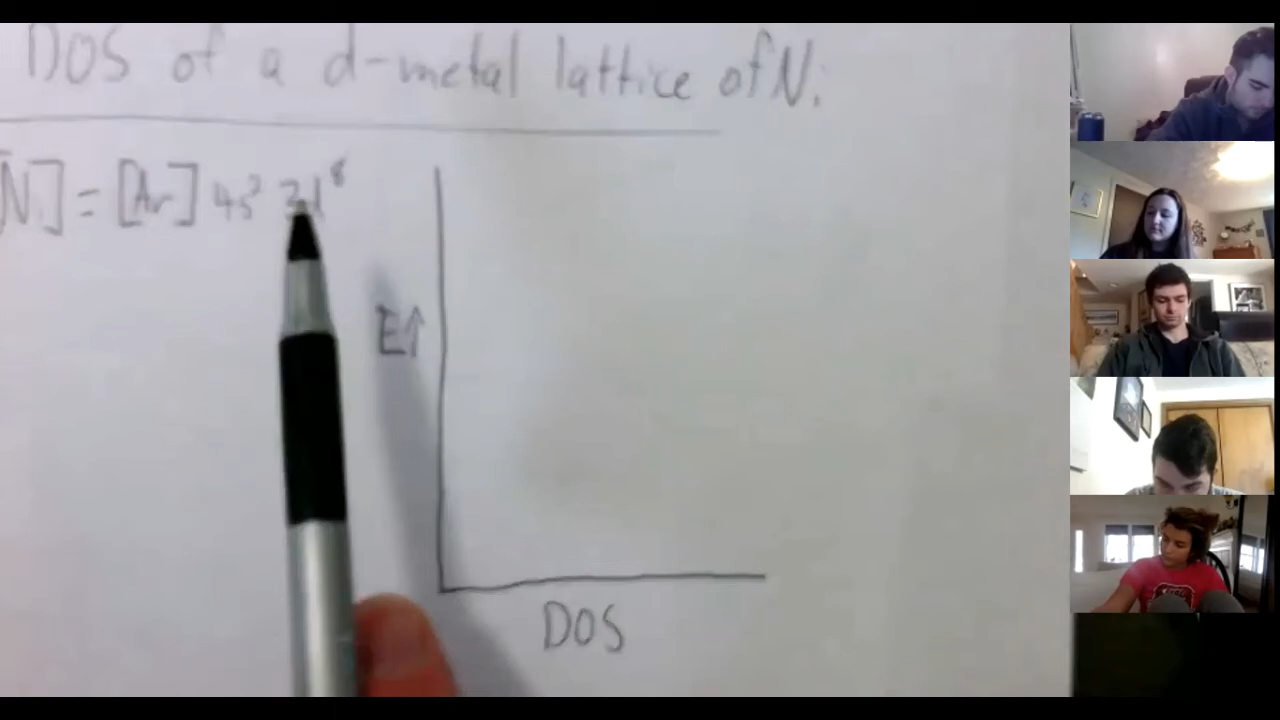 DOS of a d-metal lattice of Ni
[Ni] = [Ar] 4s² 3d⁸
E↑
DOS